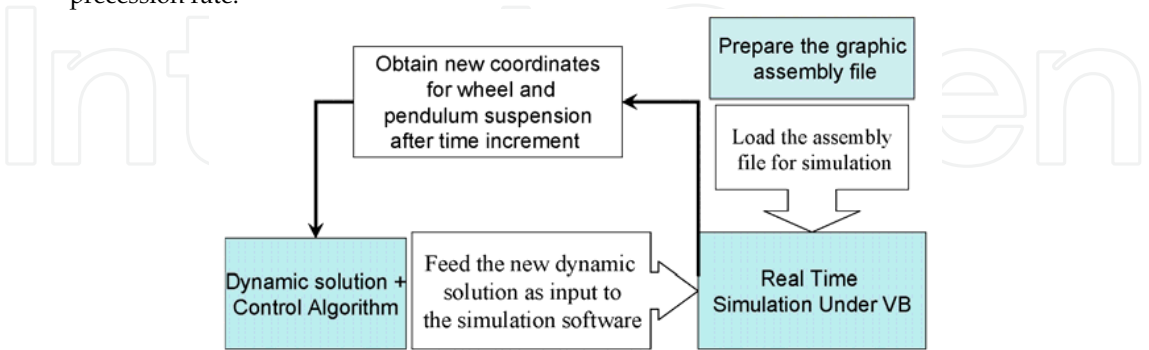 precession rate.
Prepare the graphic
assembly file
Obtain new coordinates
for wheel and
pendulum suspension
after time increment
Load the assembly
file for simulation
Dynamic solution +
Control Algorithm
Feed the new dynamic
solution as input to
the simulation software
Real Time
Simulation Under VB